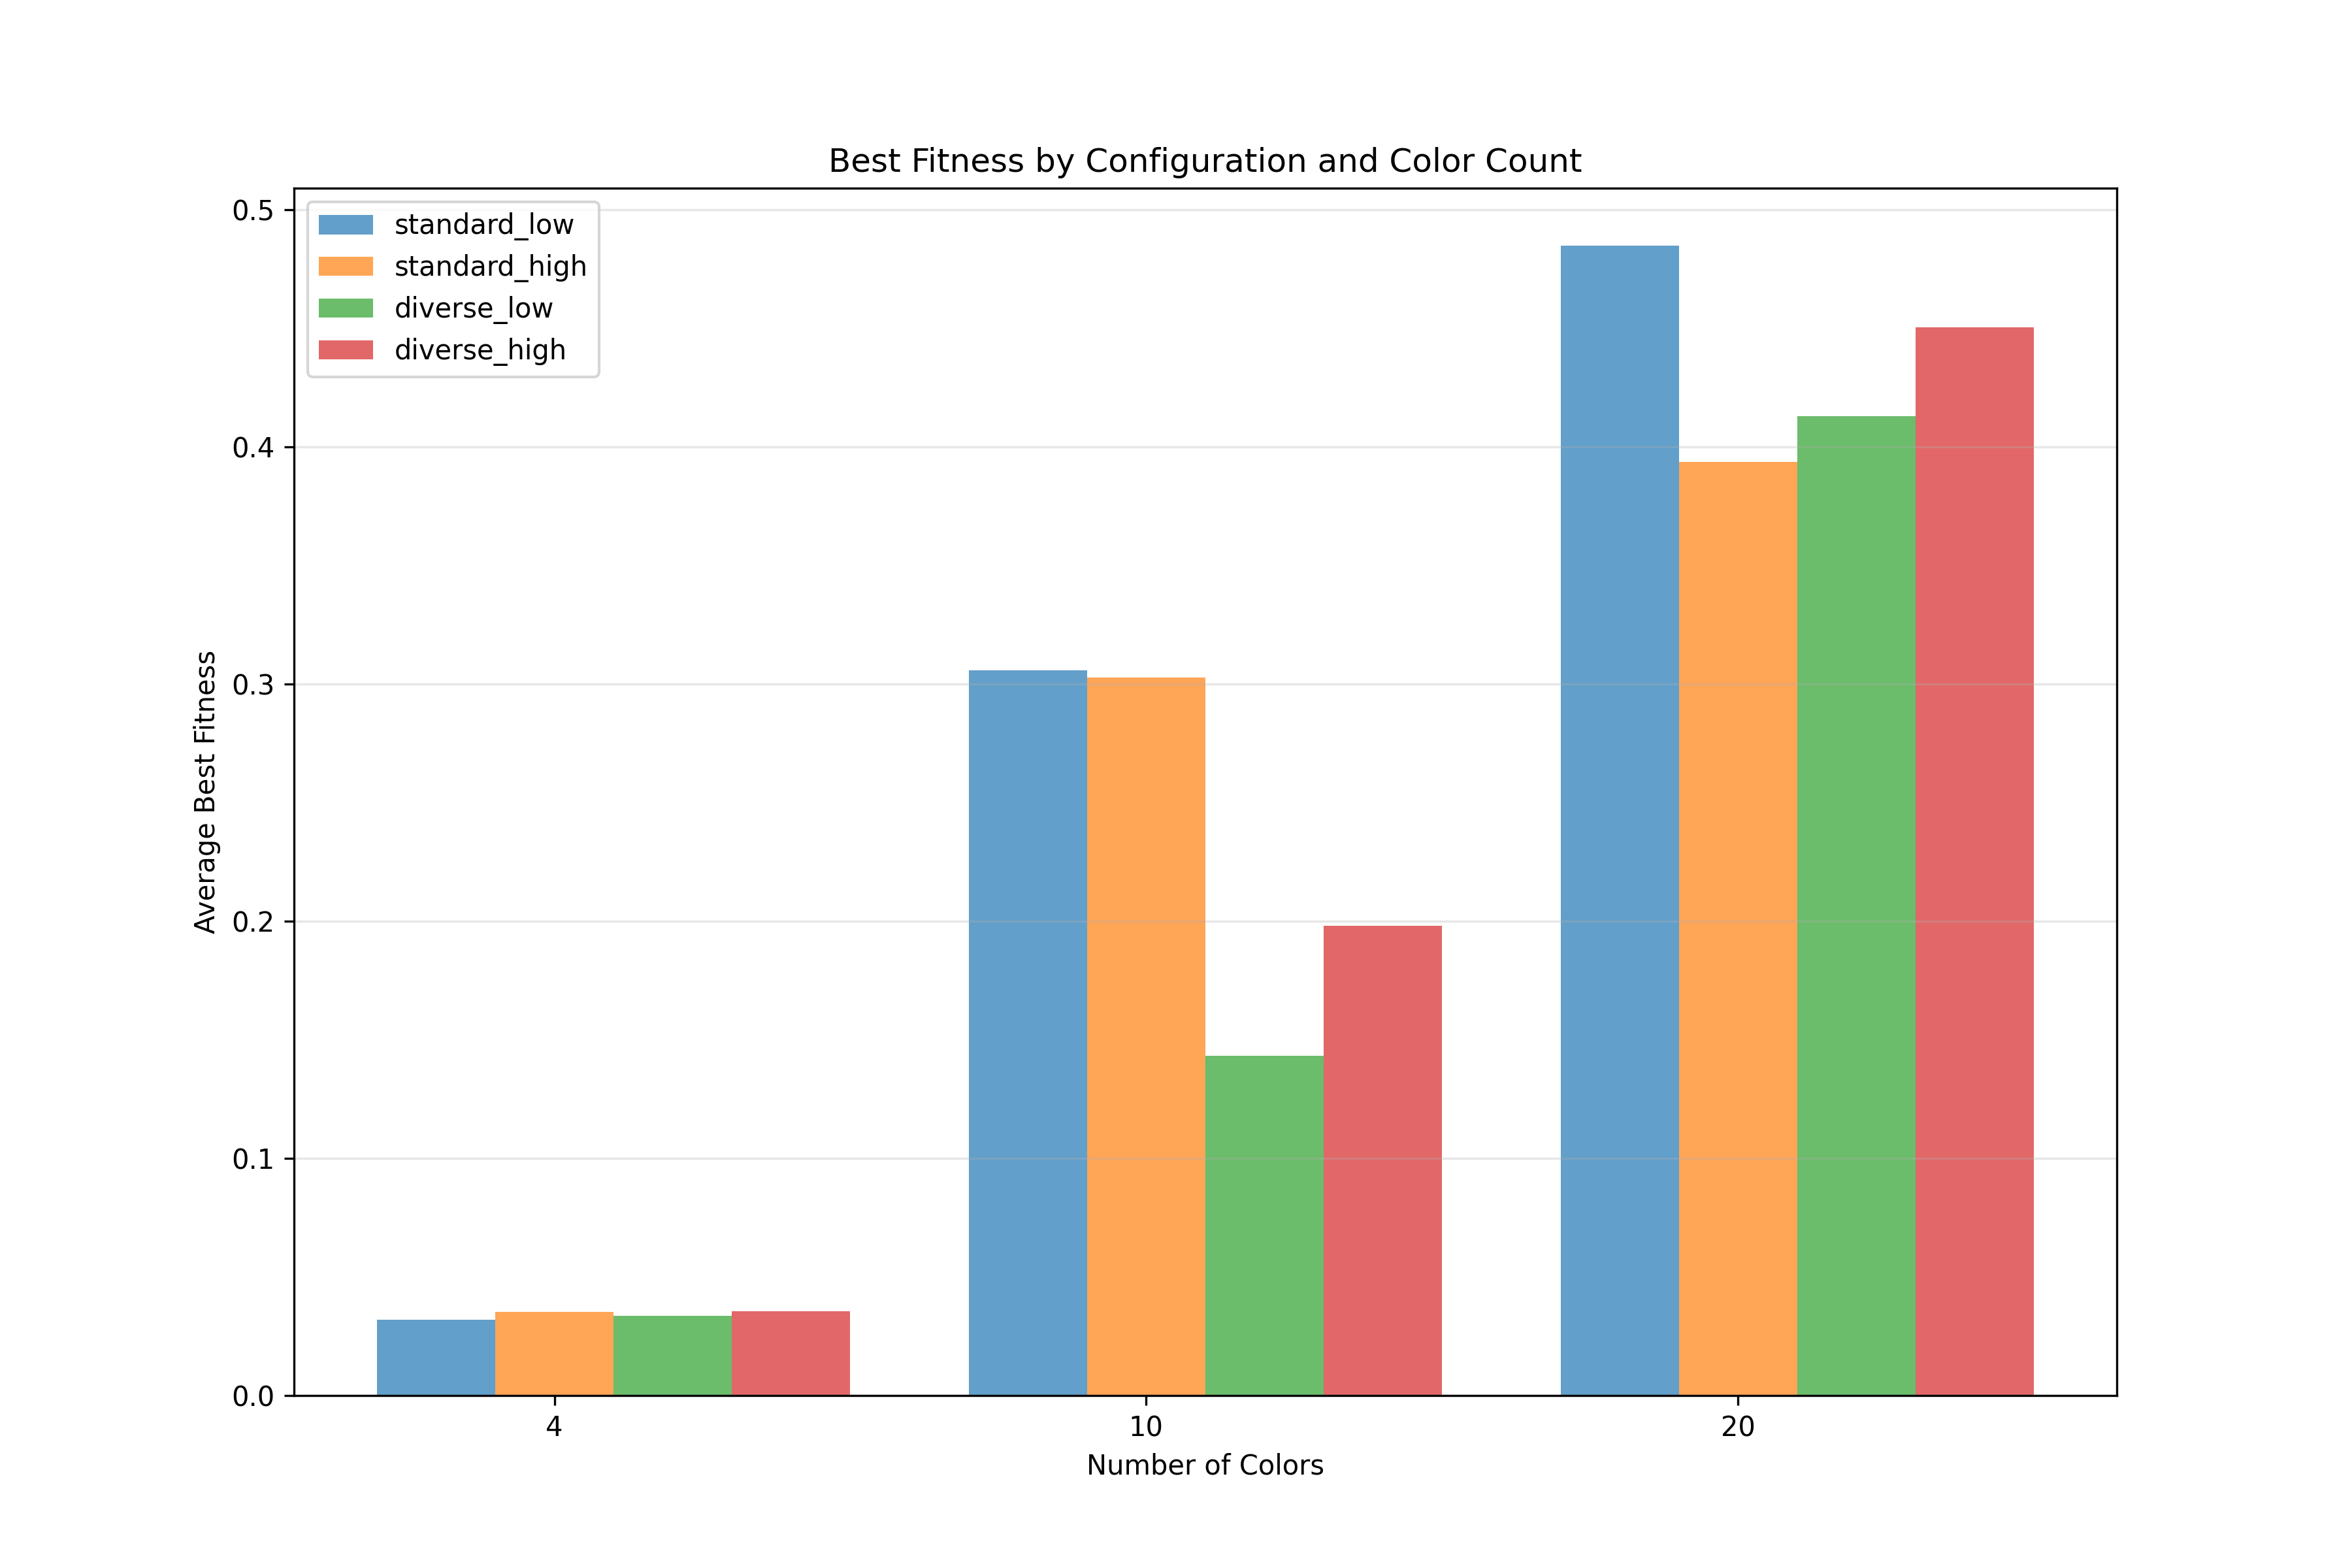 Best Fitness by Configuration and Color Count
0.5
0.4
0.3
0.2
0.1
0.0
Average Best Fitness
standard_low
standard_high
diverse_low
diverse_high
4
10
20
Number of Colors